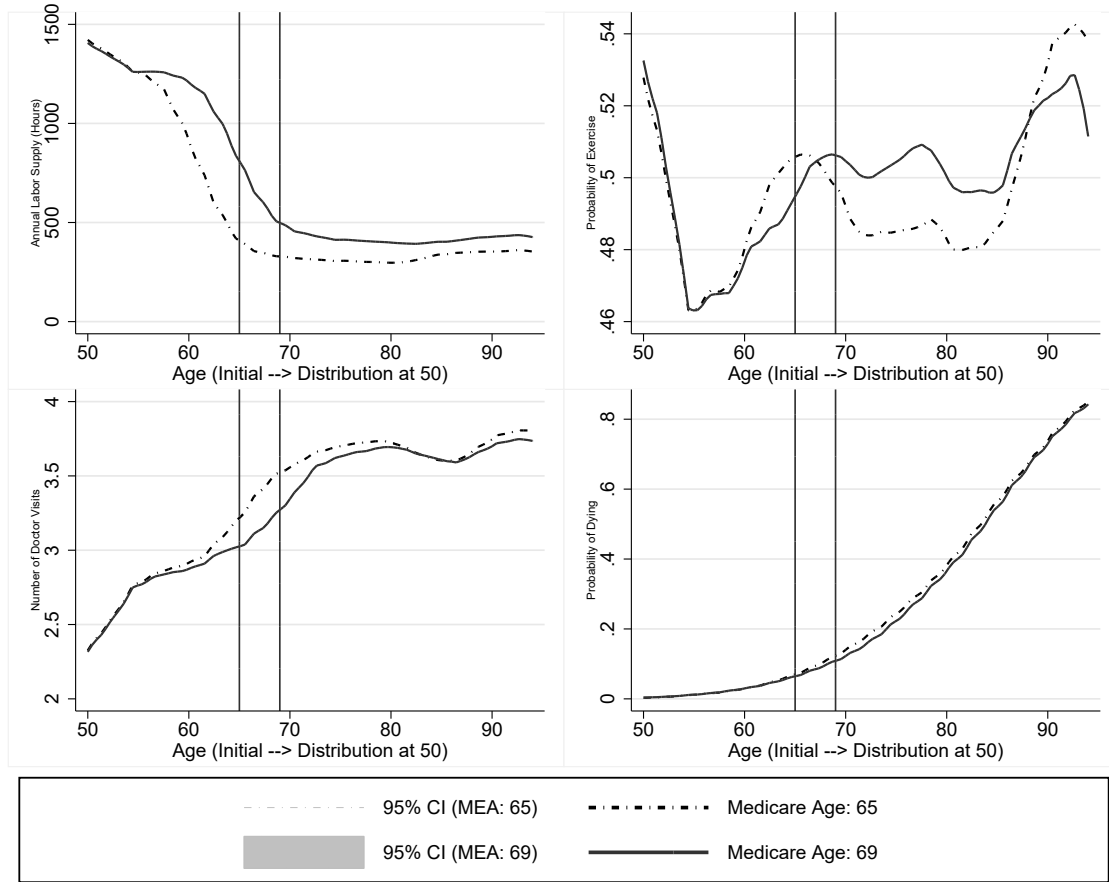 Annual Labor Supply (Hours)
1500
1000
500
0
50 60 70 80 90
Age (Initial --> Distribution at 50)
Probability of Exercise
.54
.52
.5
.48
.46
50 60 70 80 90
Age (Initial --> Distribution at 50)
Number of Doctor Visits
4
3.5
3
2.5
2
50 60 70 80 90
Age (Initial --> Distribution at 50)
Probability of Dying
.8
.6
.4
.2
0
50 60 70 80 90
Age (Initial --> Distribution at 50)
95% CI (MEA: 65) Medicare Age: 65
95% CI (MEA: 69) Medicare Age: 69